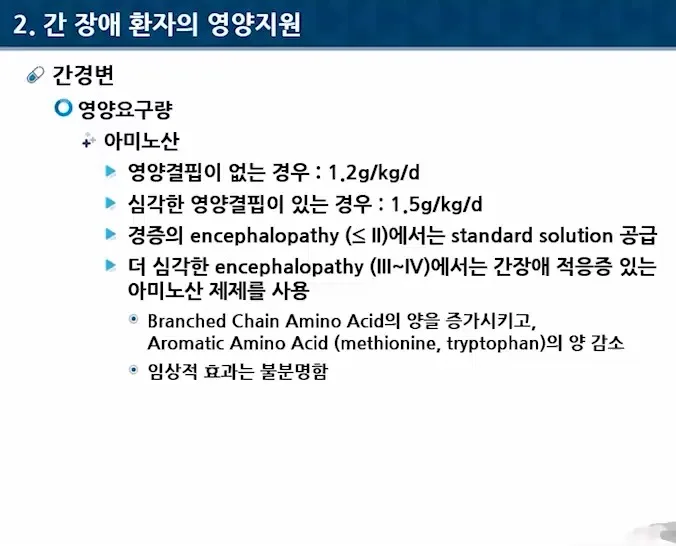 2. 간 장애 환자의 영양지원
간경변
영양요구량
아미노산
영양결핍이 없는 경우 : 1.2g/kg/d
심각한 영양결핍이 있는 경우 : 1.5g/kg/d
경증의 encephalopathy (≤ II)에서는 standard solution 공급
더 심각한 encephalopathy (III~IV)에서는 간장애 적응증 있는
아미노산 제제를 사용
Branched Chain Amino Acid의 양을 증가시키고,
Aromatic Amino Acid (methionine, tryptophan)의 양 감소
임상적 효과는 불분명함